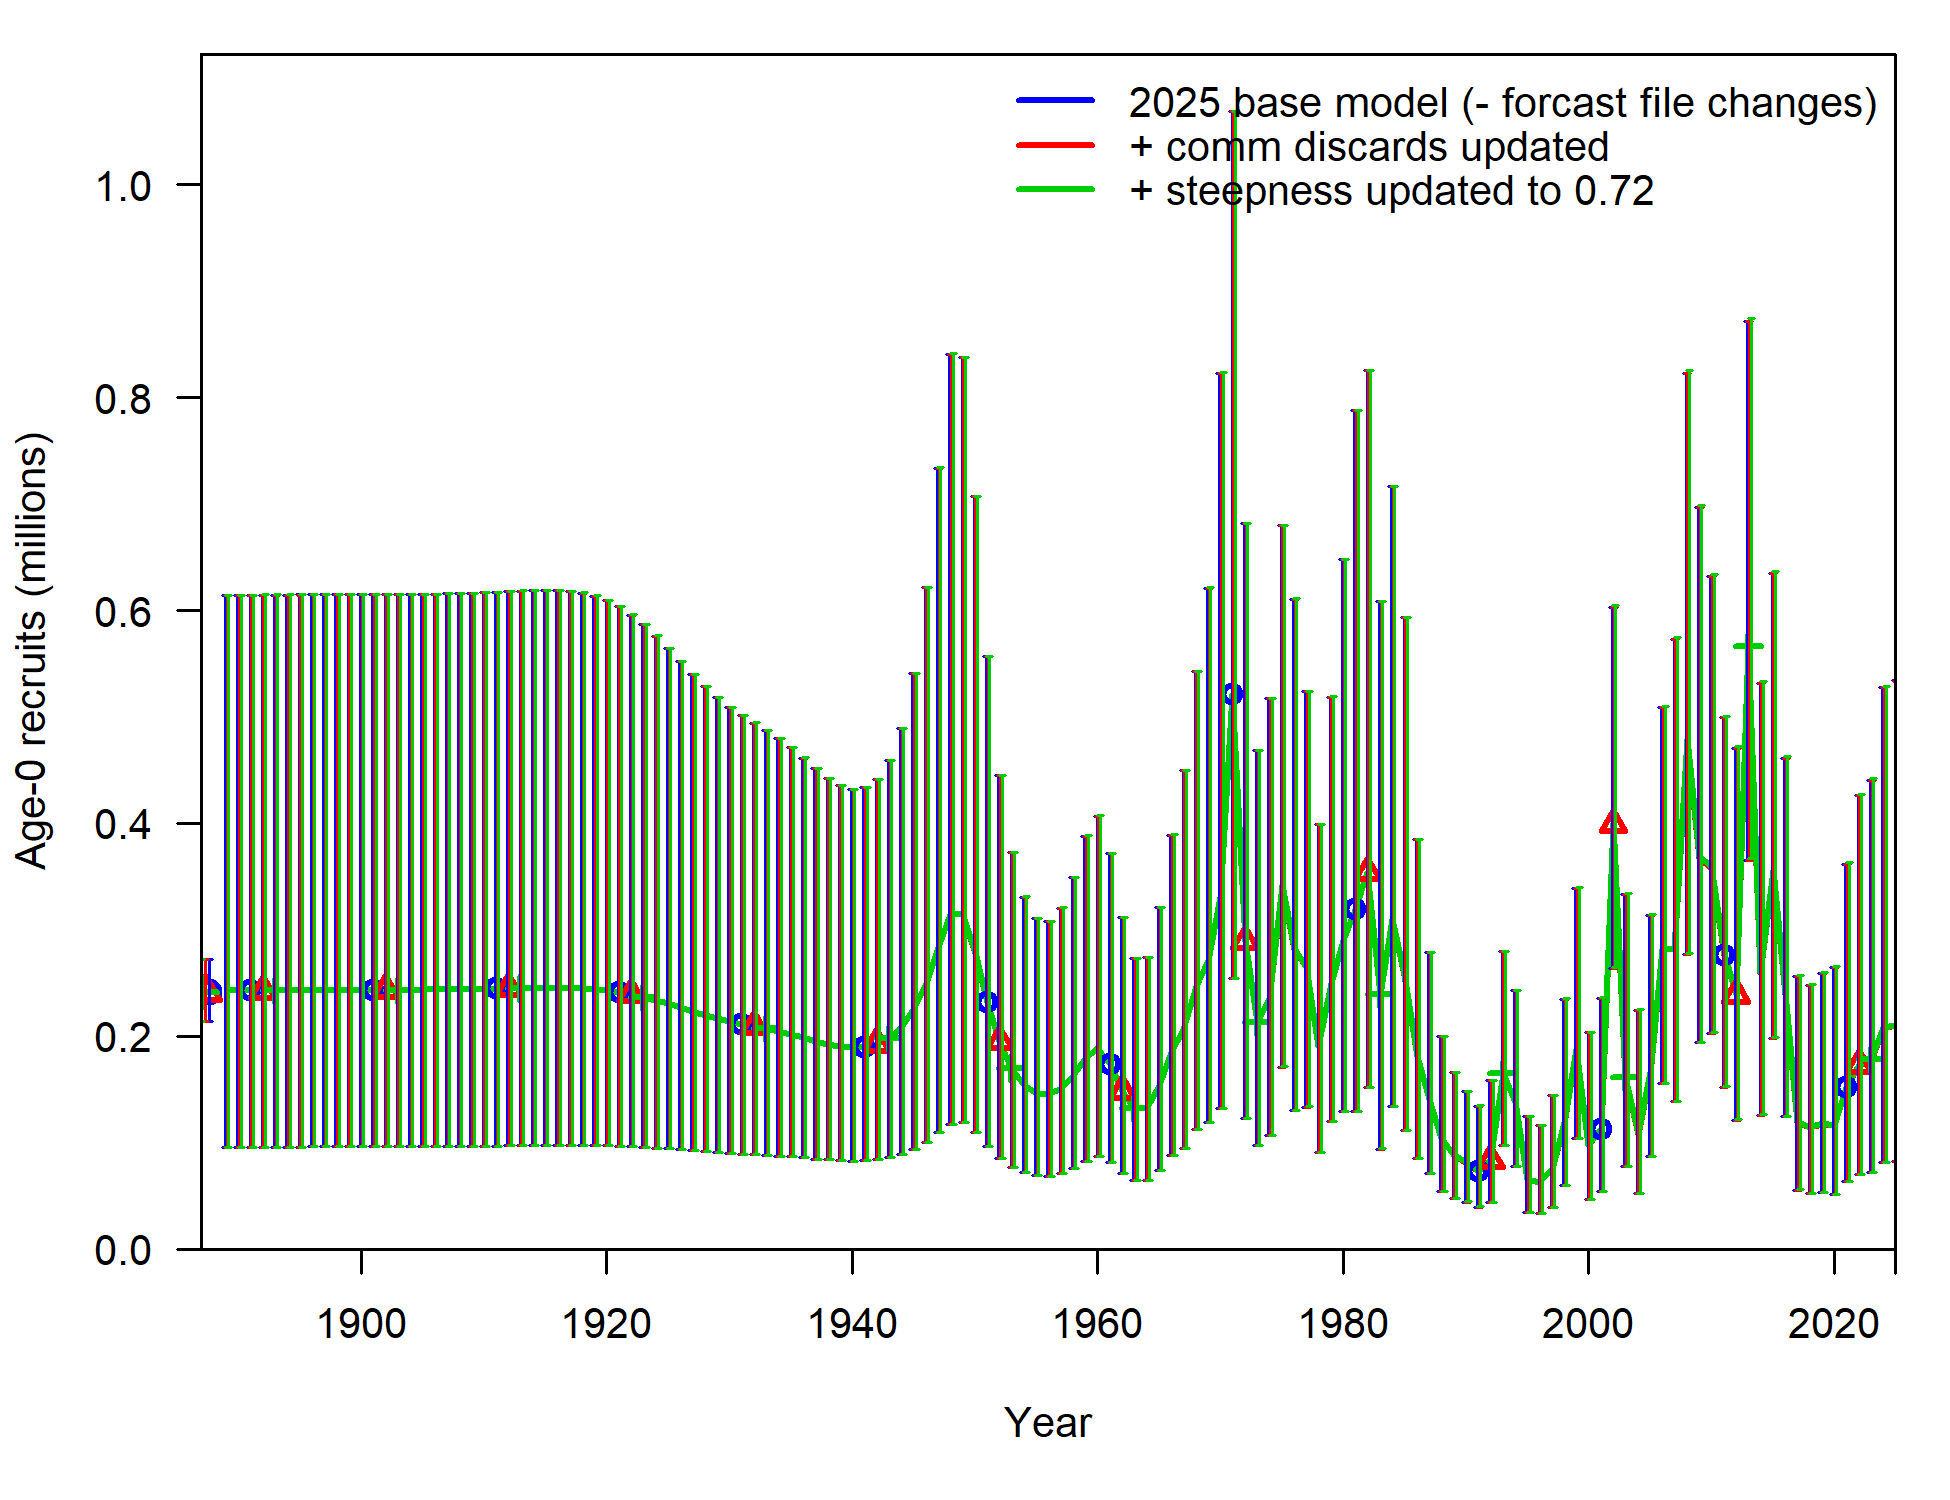 2025 base model (- forcast file changes)
+ comm discards updated
+ steepness updated to 0.72
1.0
0.8
0.6
0.4
0.2
0.0
Age-0 recruits (millions)
1900 1920 1940 1960 1980 2000 2020
Year